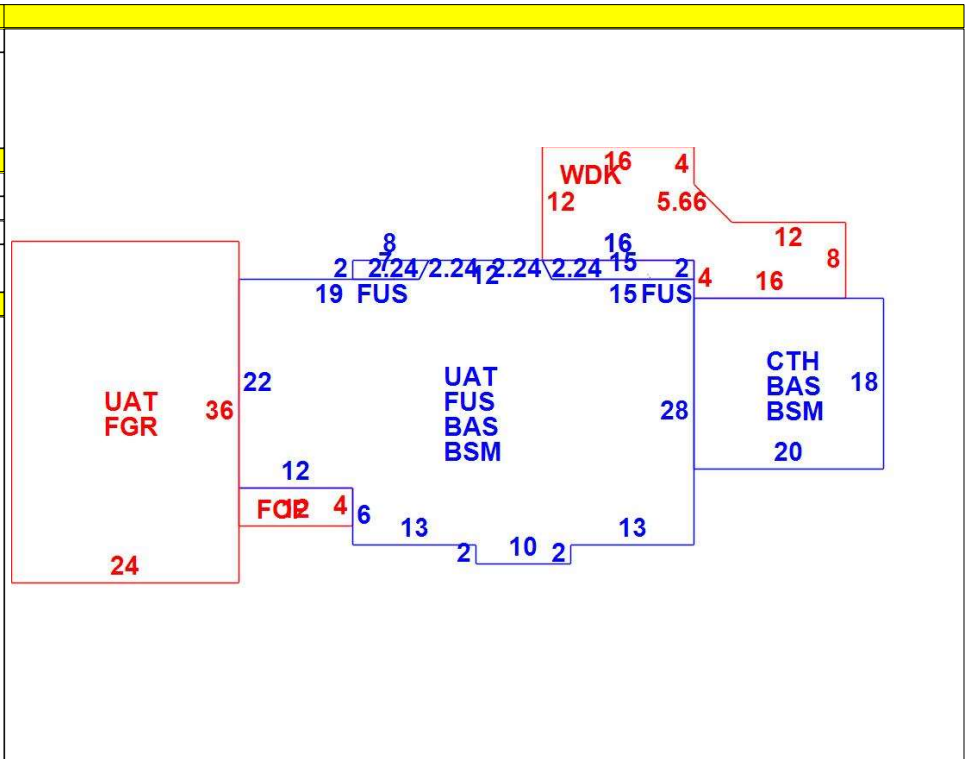 16 4
WDK
12 5.66
8 16 12
7 15 8
2 2.24 2.24 2.24 2.24 2
12 4 16
19 FUS 15 FUS
22 UAT 28 CTH 18
UAT 36 FUS BAS
FGR BAS BSM
BSM
12 20
12 4 6
13 13
2 10 2
24